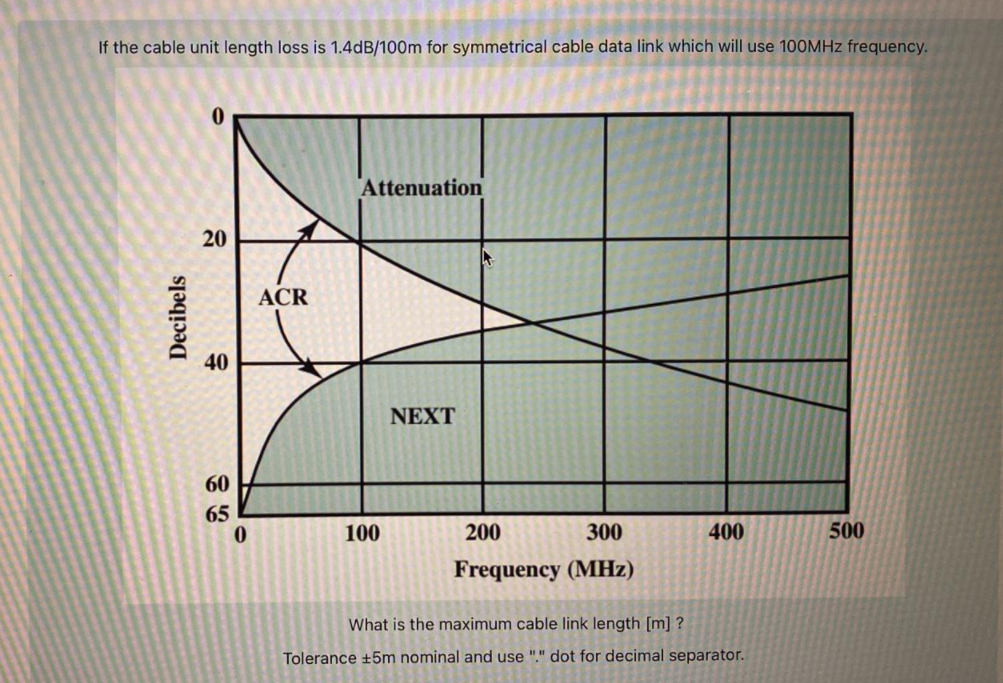 If the cable unit length loss is 1.4dB/100m for symmetrical cable data link which will use 100MHz frequency.
0
Attenuation
20
ACR
Decibels
40
NEXT
60
65
0 100 200 300 400 500
Frequency (MHz)
What is the maximum cable link length [m] ?
Tolerance ±5m nominal and use "." dot for decimal separator.